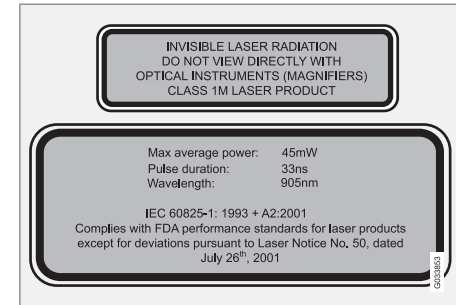 INVISIBLE LASER RADIATION
DO NOT VIEW DIRECTLY WITH
OPTICAL INSTRUMENTS (MAGNIFIERS)
CLASS 1M LASER PRODUCT
Max average power: 45mW
Pulse duration: 33ns
Wavelength: 905nm
IEC 60825-1: 1993 + A2:2001
Complies with FDA performance standards for laser products
except for deviations pursuant to Laser Notice No. 50, dated
July 26th, 2001
G033853